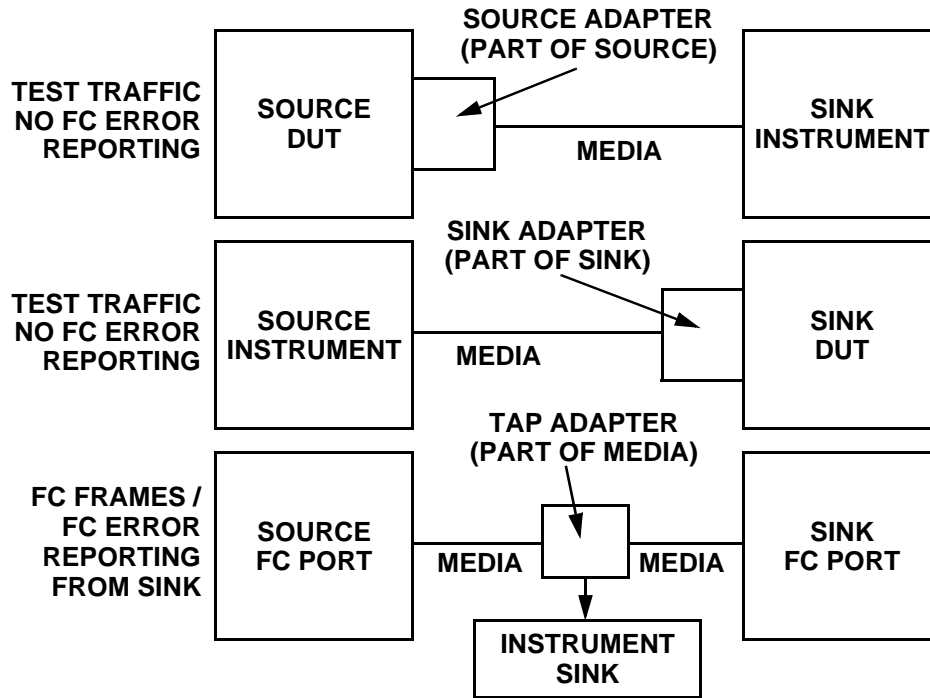 SOURCE ADAPTER
(PART OF SOURCE)
TEST TRAFFIC
NO FC ERROR
REPORTING
SOURCE
DUT
MEDIA
SINK
INSTRUMENT
SINK ADAPTER
(PART OF SINK)
TEST TRAFFIC
NO FC ERROR
REPORTING
SOURCE
INSTRUMENT
MEDIA
SINK
DUT
TAP ADAPTER
(PART OF MEDIA)
FC FRAMES /
FC ERROR
REPORTING
FROM SINK
SOURCE
FC PORT
MEDIA
MEDIA
SINK
FC PORT
INSTRUMENT
SINK